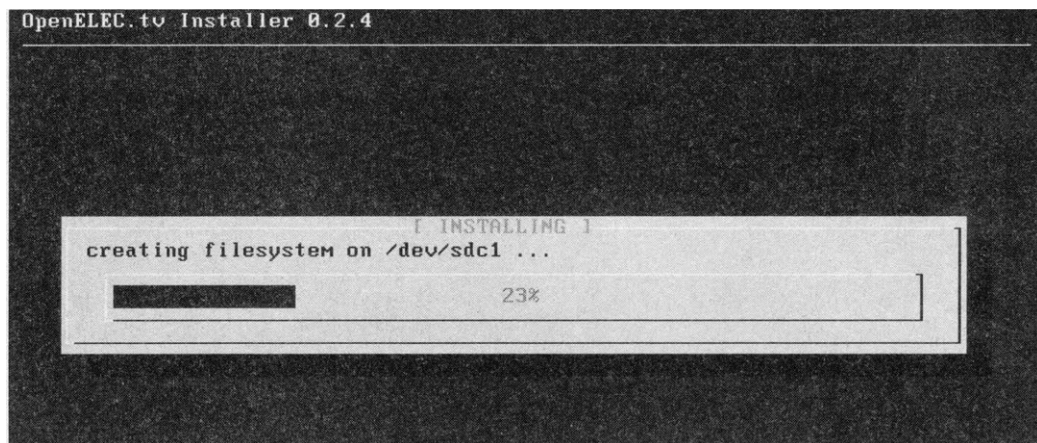 OpenELEC.tv Installer 0.2.4
[ INSTALLING ]
creating filesystem on /dev/sdc1 ...
23%